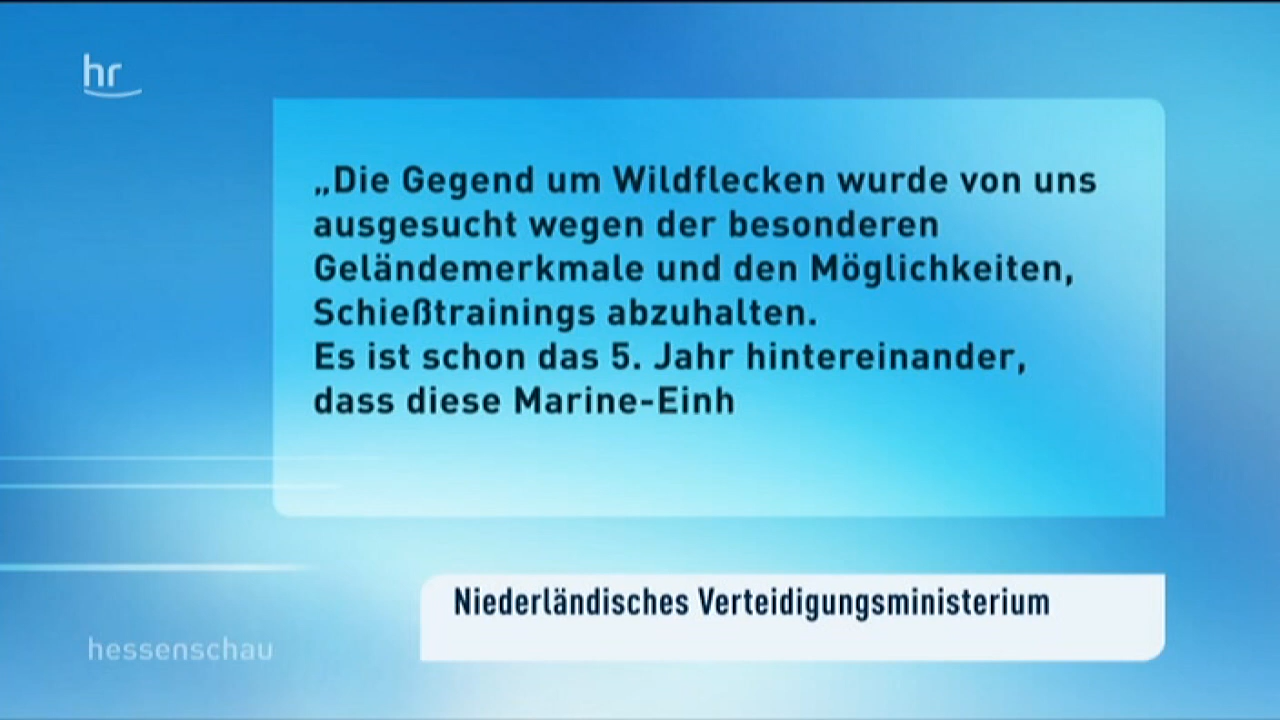 hr
„Die Gegend um Wildflecken wurde von uns
ausgesucht wegen der besonderen
Geländemerkmale und den Möglichkeiten,
Schießtrainings abzuhalten.
Es ist schon das 5. Jahr hintereinander,
dass diese Marine-Einh
Niederländisches Verteidigungsministerium
hessenschau